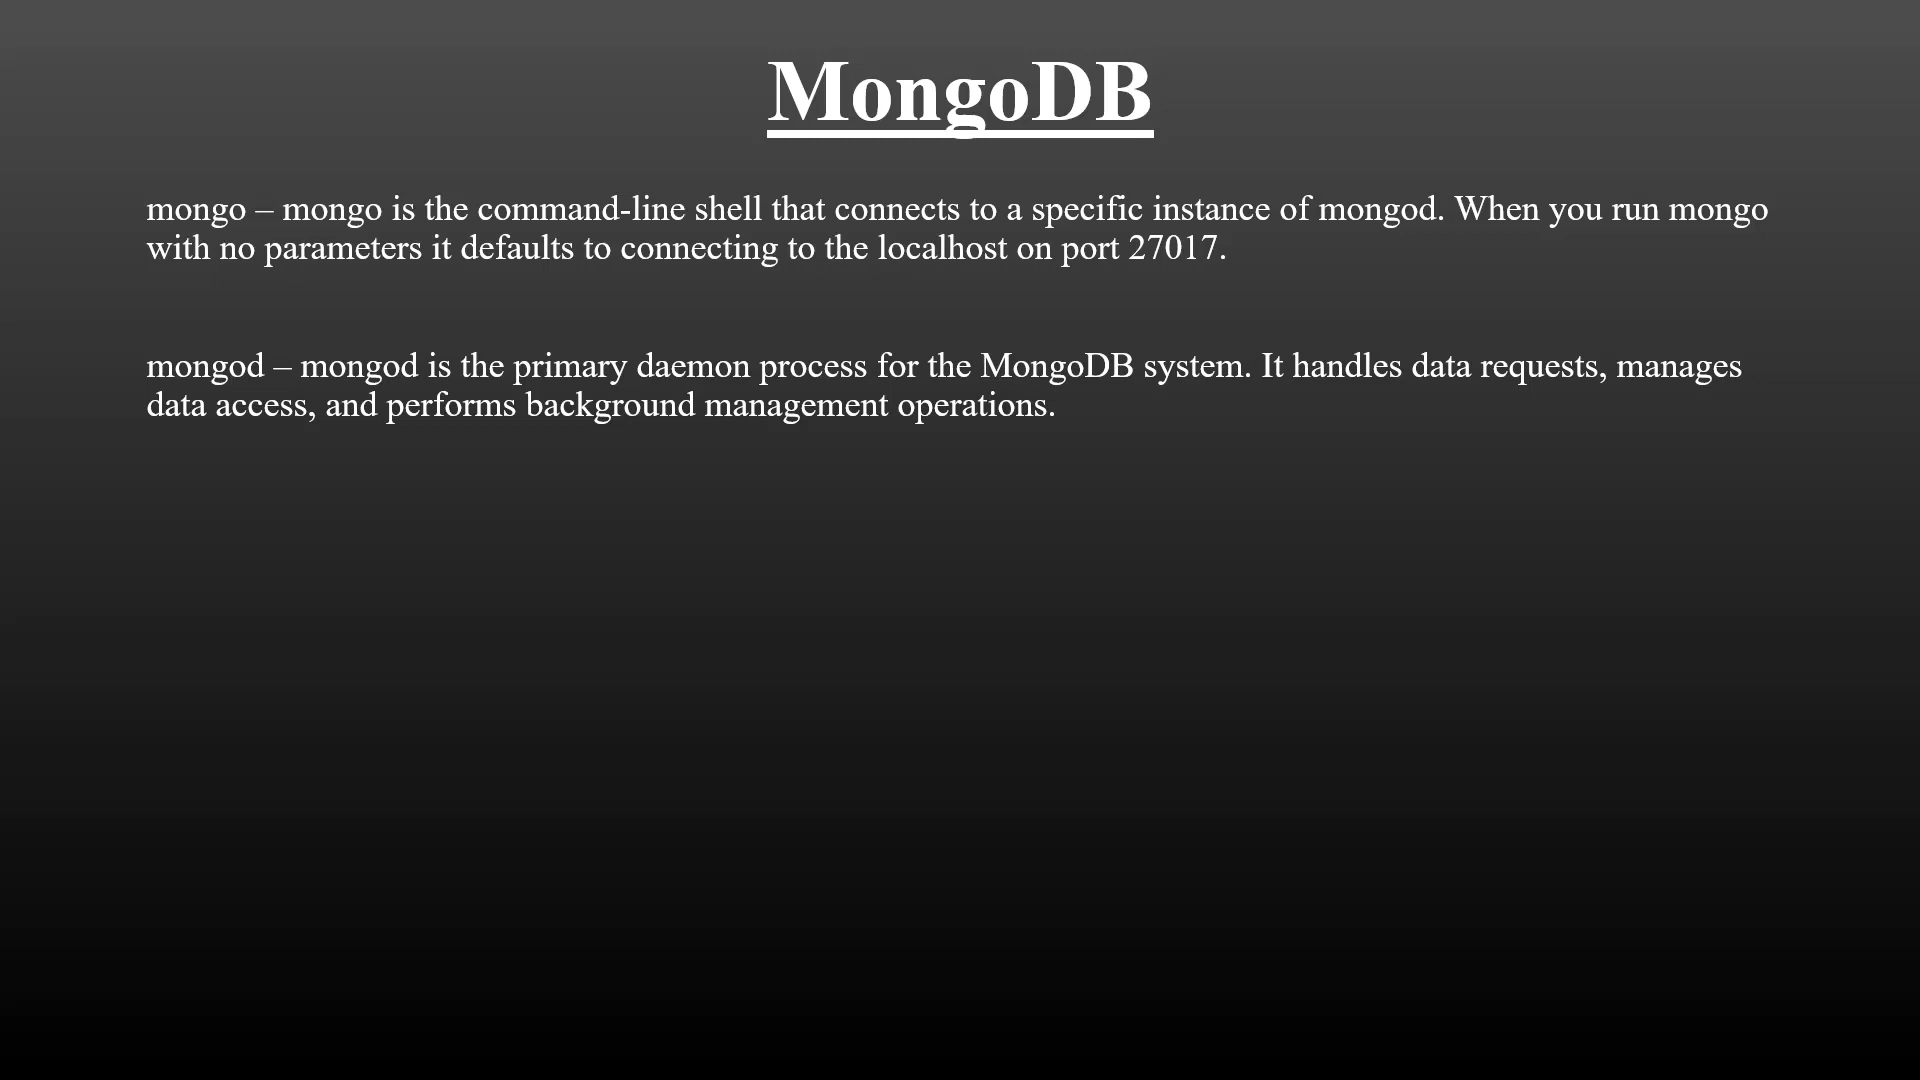 MongoDB
mongo – mongo is the command-line shell that connects to a specific instance of mongod. When you run mongo
with no parameters it defaults to connecting to the localhost on port 27017.
mongod – mongod is the primary daemon process for the MongoDB system. It handles data requests, manages
data access, and performs background management operations.